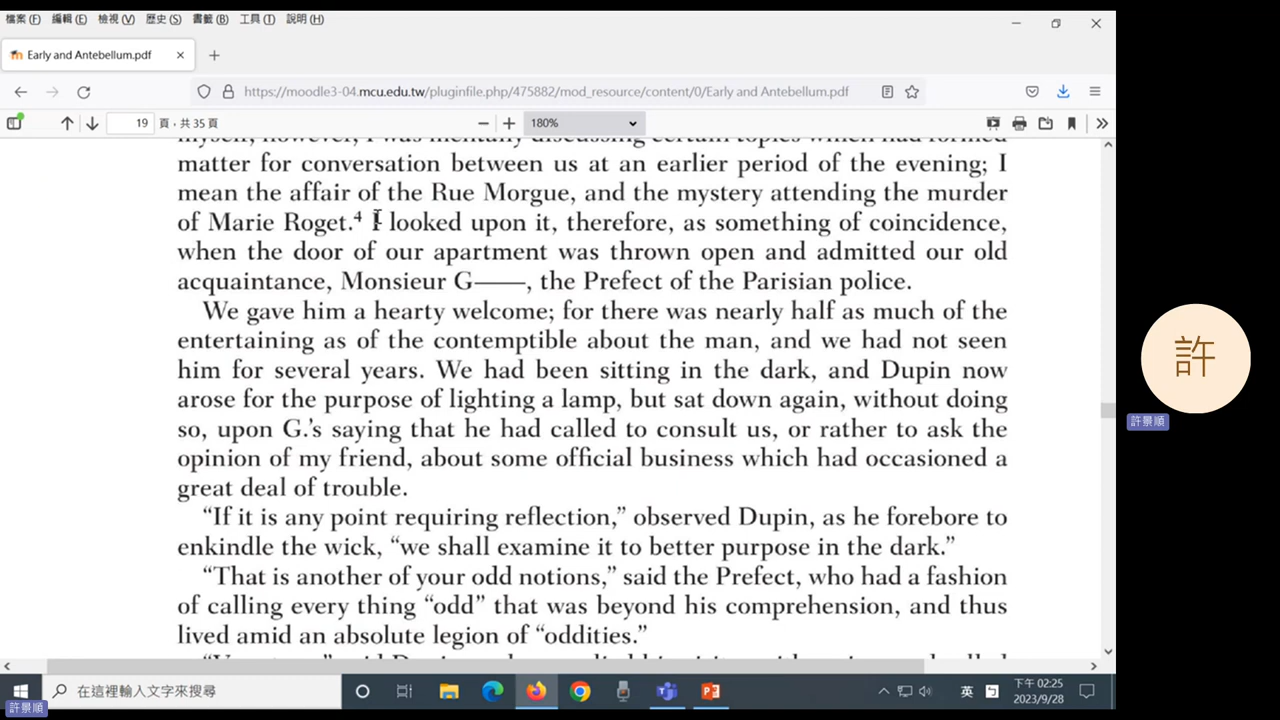 檔案(F) 編輯(E) 檢視(V) 歷史(S) 書籤(B) 工具(T) 說明(H)
Early and Antebellum.pdf
https://moodle3-04.mcu.edu.tw/pluginfile.php/475882/mod_resource/content/0/Early and Antebellum.pdf
19 頁，共 35 頁
180%
myself, however, I was mentally discussing certain topics which had formed
matter for conversation between us at an earlier period of the evening; I
mean the affair of the Rue Morgue, and the mystery attending the murder
of Marie Roget.⁴ I looked upon it, therefore, as something of coincidence,
when the door of our apartment was thrown open and admitted our old
acquaintance, Monsieur G——, the Prefect of the Parisian police.
We gave him a hearty welcome; for there was nearly half as much of the
entertaining as of the contemptible about the man, and we had not seen
him for several years. We had been sitting in the dark, and Dupin now
arose for the purpose of lighting a lamp, but sat down again, without doing
so, upon G.'s saying that he had called to consult us, or rather to ask the
opinion of my friend, about some official business which had occasioned a
great deal of trouble.
“If it is any point requiring reflection,” observed Dupin, as he forebore to
enkindle the wick, “we shall examine it to better purpose in the dark.”
“That is another of your odd notions,” said the Prefect, who had a fashion
of calling every thing “odd” that was beyond his comprehension, and thus
lived amid an absolute legion of “oddities.”
許
許景順
在這裡輸入文字來搜尋
英
下午 02:25
2023/9/28
許景順